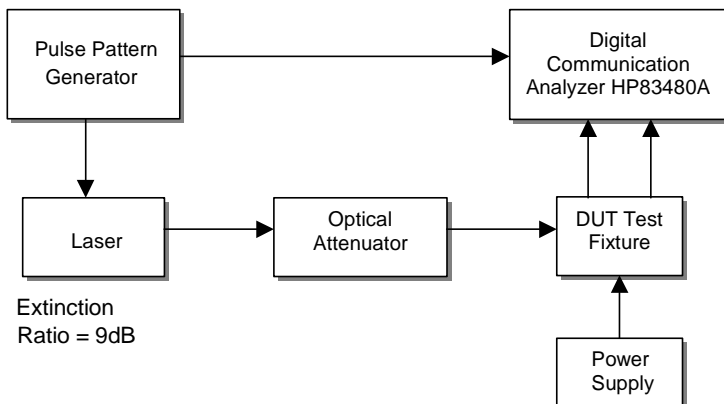 Pulse Pattern
Generator
Digital
Communication
Analyzer HP83480A
Laser
Optical
Attenuator
DUT Test
Fixture
Extinction
Ratio = 9dB
Power
Supply